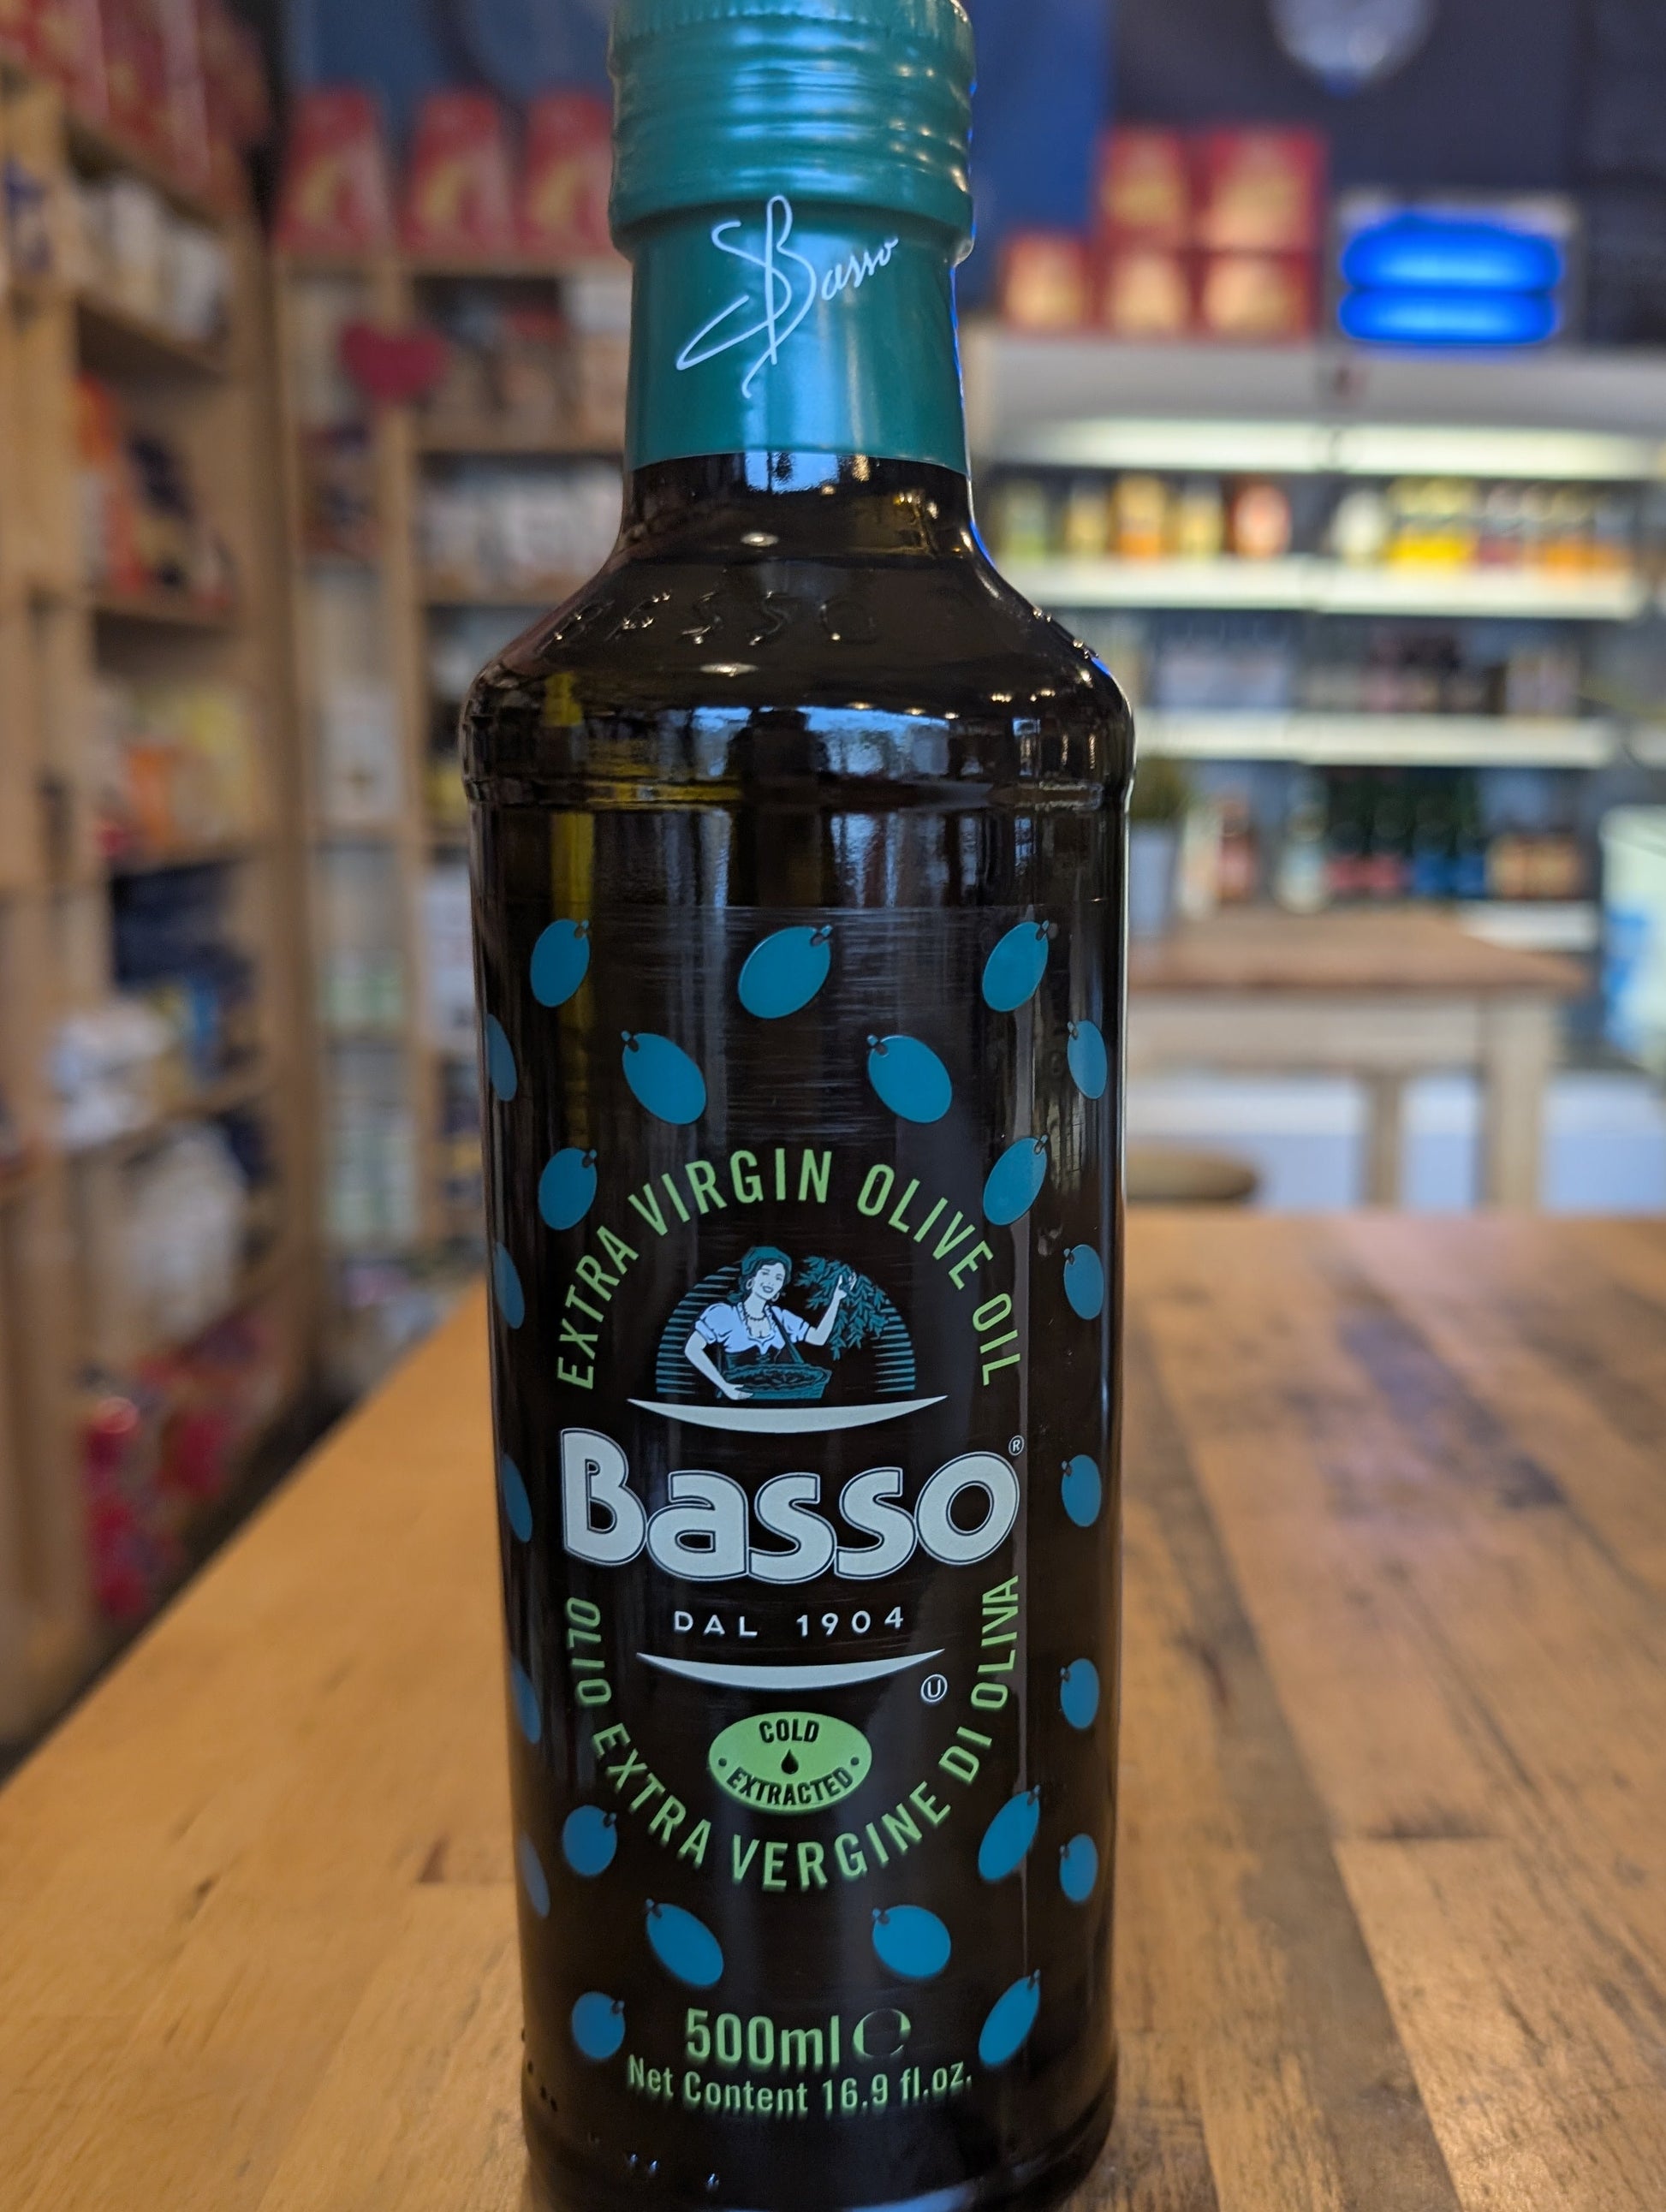 Basso
BASSO
EXTRA VIRGIN OLIVE OIL
Basso®
DAL 1904
Ⓤ
COLD
EXTRACTED
OLIO EXTRA VERGINE DI OLIVA
500ml ℮
Net Content 16.9 fl.oz.